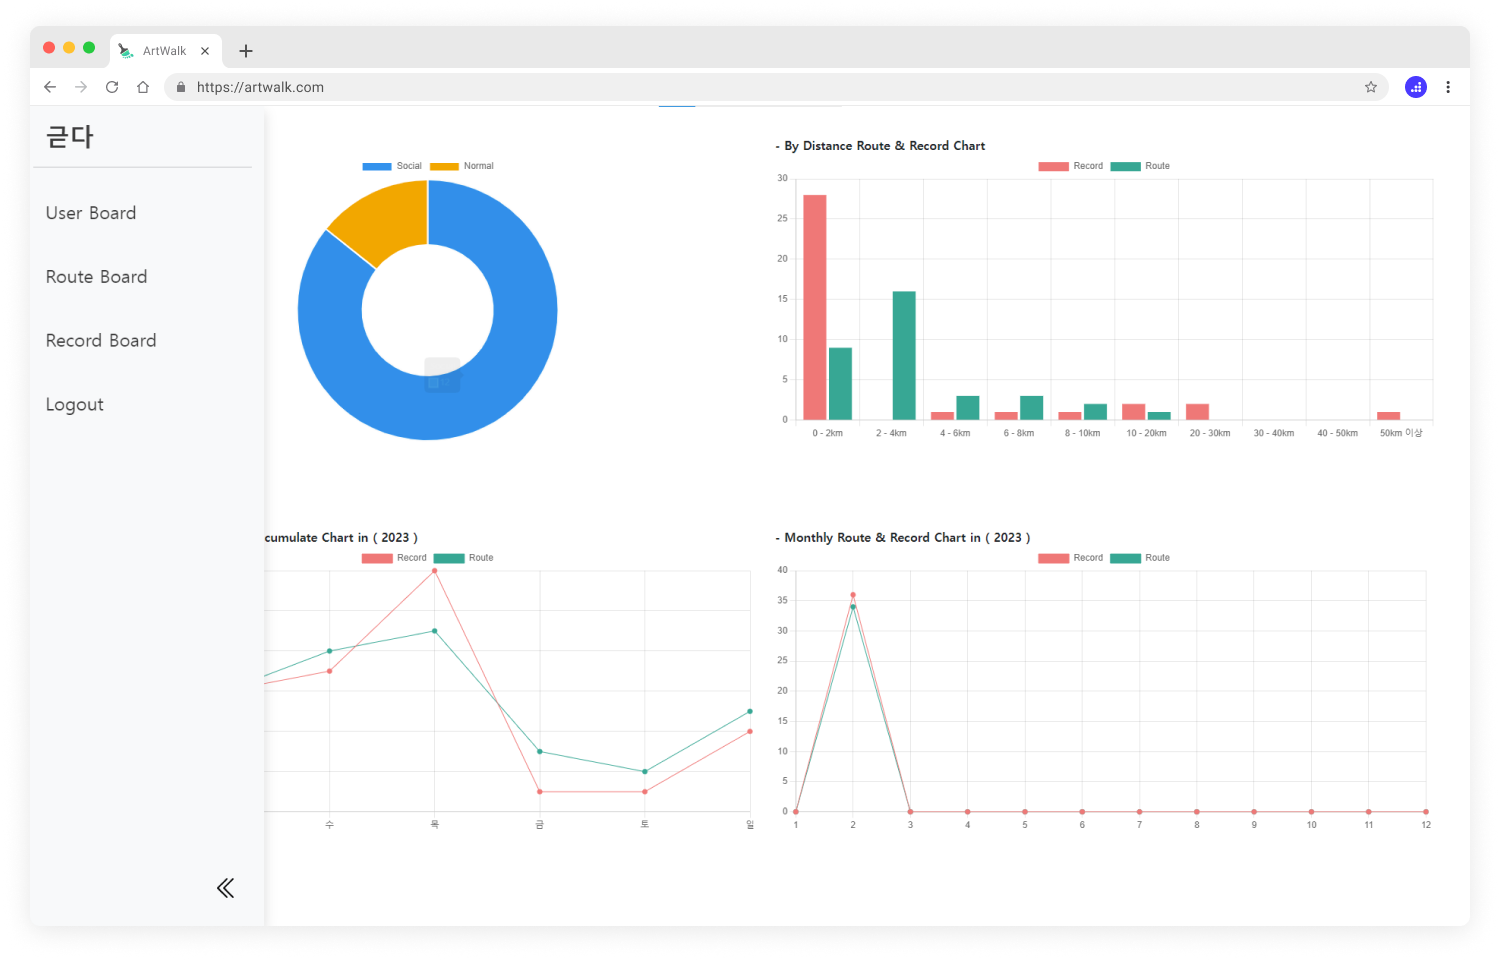 ArtWalk
https://artwalk.com
귿다
User Board
Route Board
Record Board
Logout
Social Normal
- By Distance Route & Record Chart
Record Route
30
25
20
15
10
5
0
0 - 2km 2 - 4km 4 - 6km 6 - 8km 8 - 10km 10 - 20km 20 - 30km 30 - 40km 40 - 50km 50km 이상
cumulate Chart in ( 2023 )
Record Route
수 목 금 토 일
- Monthly Route & Record Chart in ( 2023 )
Record Route
40
35
30
25
20
15
10
5
0
1 2 3 4 5 6 7 8 9 10 11 12